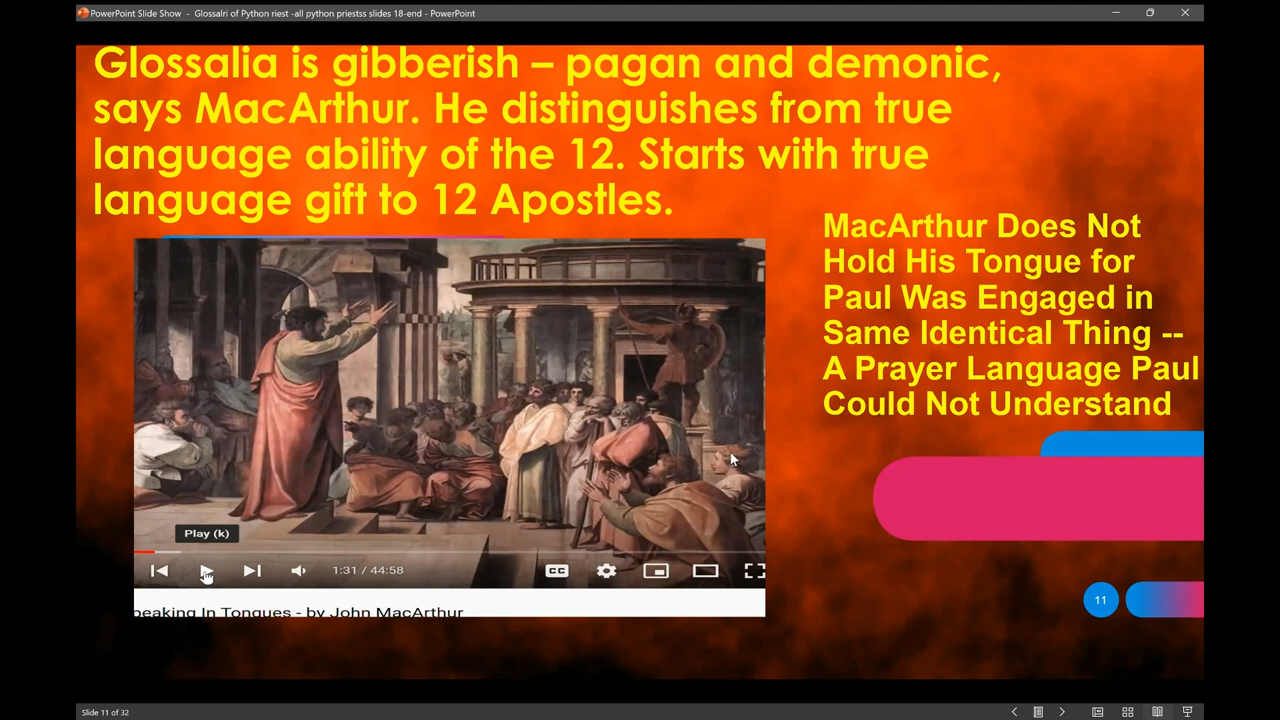 PowerPoint Slide Show - Glossalri of Python riest -all python priestss slides 18-end - PowerPoint
Glossalia is gibberish – pagan and demonic,
says MacArthur. He distinguishes from true
language ability of the 12. Starts with true
language gift to 12 Apostles.
MacArthur Does Not
Hold His Tongue for
Paul Was Engaged in
Same Identical Thing --
A Prayer Language Paul
Could Not Understand
Play (k)
1:31 / 44:58
CC
peaking In Tongues - by John MacArthur
11
Slide 11 of 32